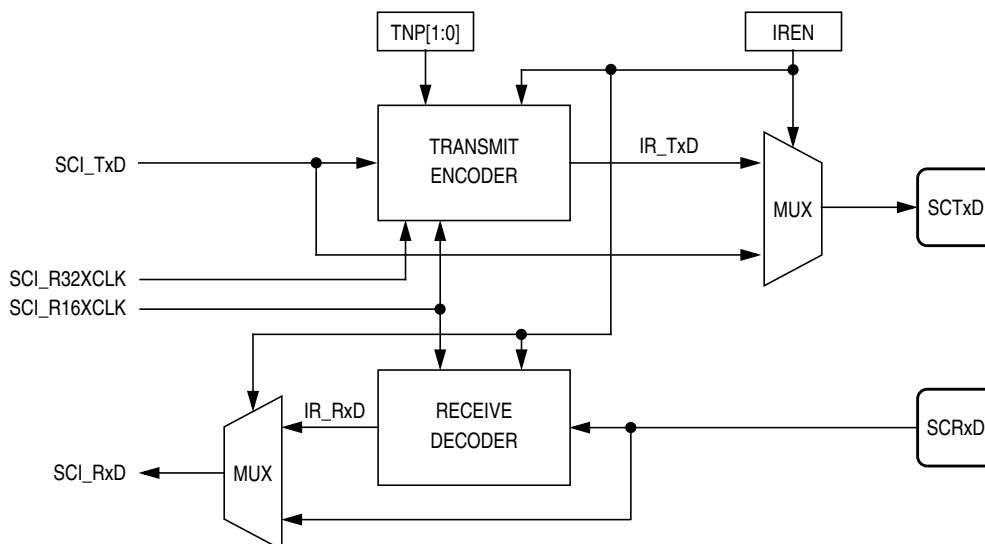 TNP[1:0]
IREN
TRANSMIT
ENCODER
SCI_TxD
IR_TxD
MUX
SCTxD
SCI_R32XCLK
SCI_R16XCLK
RECEIVE
DECODER
IR_RxD
SCRxD
SCI_RxD
MUX